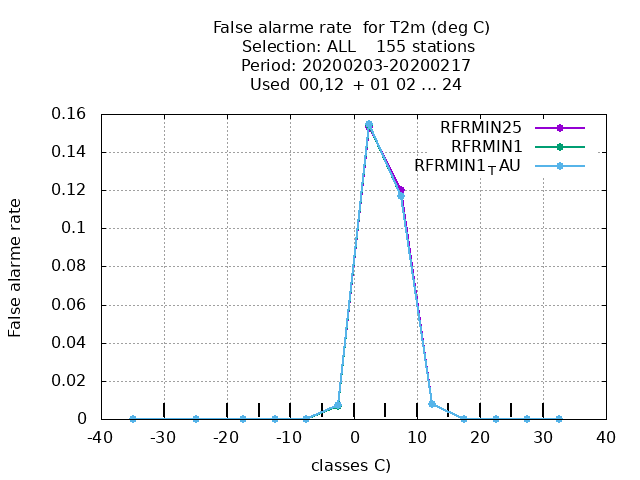 False alarme rate  for T2m (deg C)
Selection: ALL    155 stations
Period: 20200203-20200217
Used  00,12  + 01 02 ... 24
False alarme rate
0.16
0.14
0.12
0.1
0.08
0.06
0.04
0.02
0
RFRMIN25
RFRMIN1
RFRMIN1TAU
-40 -30 -20 -10 0 10 20 30 40
classes C)